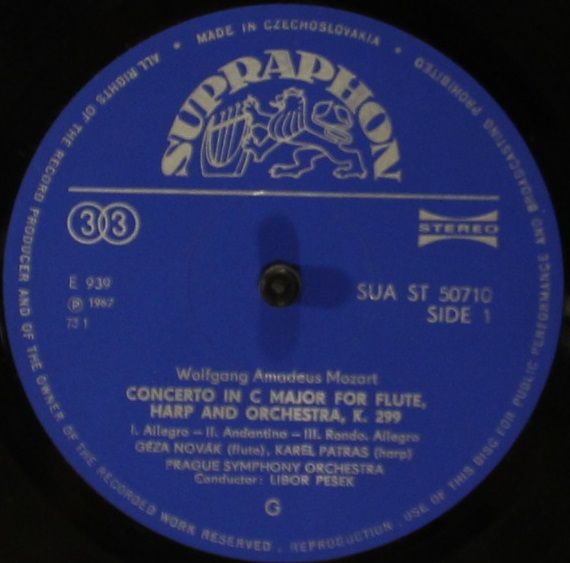 MADE IN CZECHOSLOVAKIA
ALL RIGHTS OF THE RECORD PRODUCER AND OF THE OWNER OF THE RECORDED WORK RESERVED . REPRODUCTION . USE OF THIS DISC FOR PUBLIC PERFORMANCE AND BROADCASTING PROHIBITED
SUPRAPHON
33
STEREO
E 939
SUA ST 50710
Ⓟ 1967
SIDE 1
73 1
Wolfgang Amadeus Mozart
CONCERTO IN C MAJOR FOR FLUTE,
HARP AND ORCHESTRA, K. 299
I. Allegro – II. Andantino – III. Rondo. Allegro
GÉZA NOVÁK (flute), KAREL PATRAS (harp)
PRAGUE SYMPHONY ORCHESTRA
Conductor: LIBOR PEŠEK
G